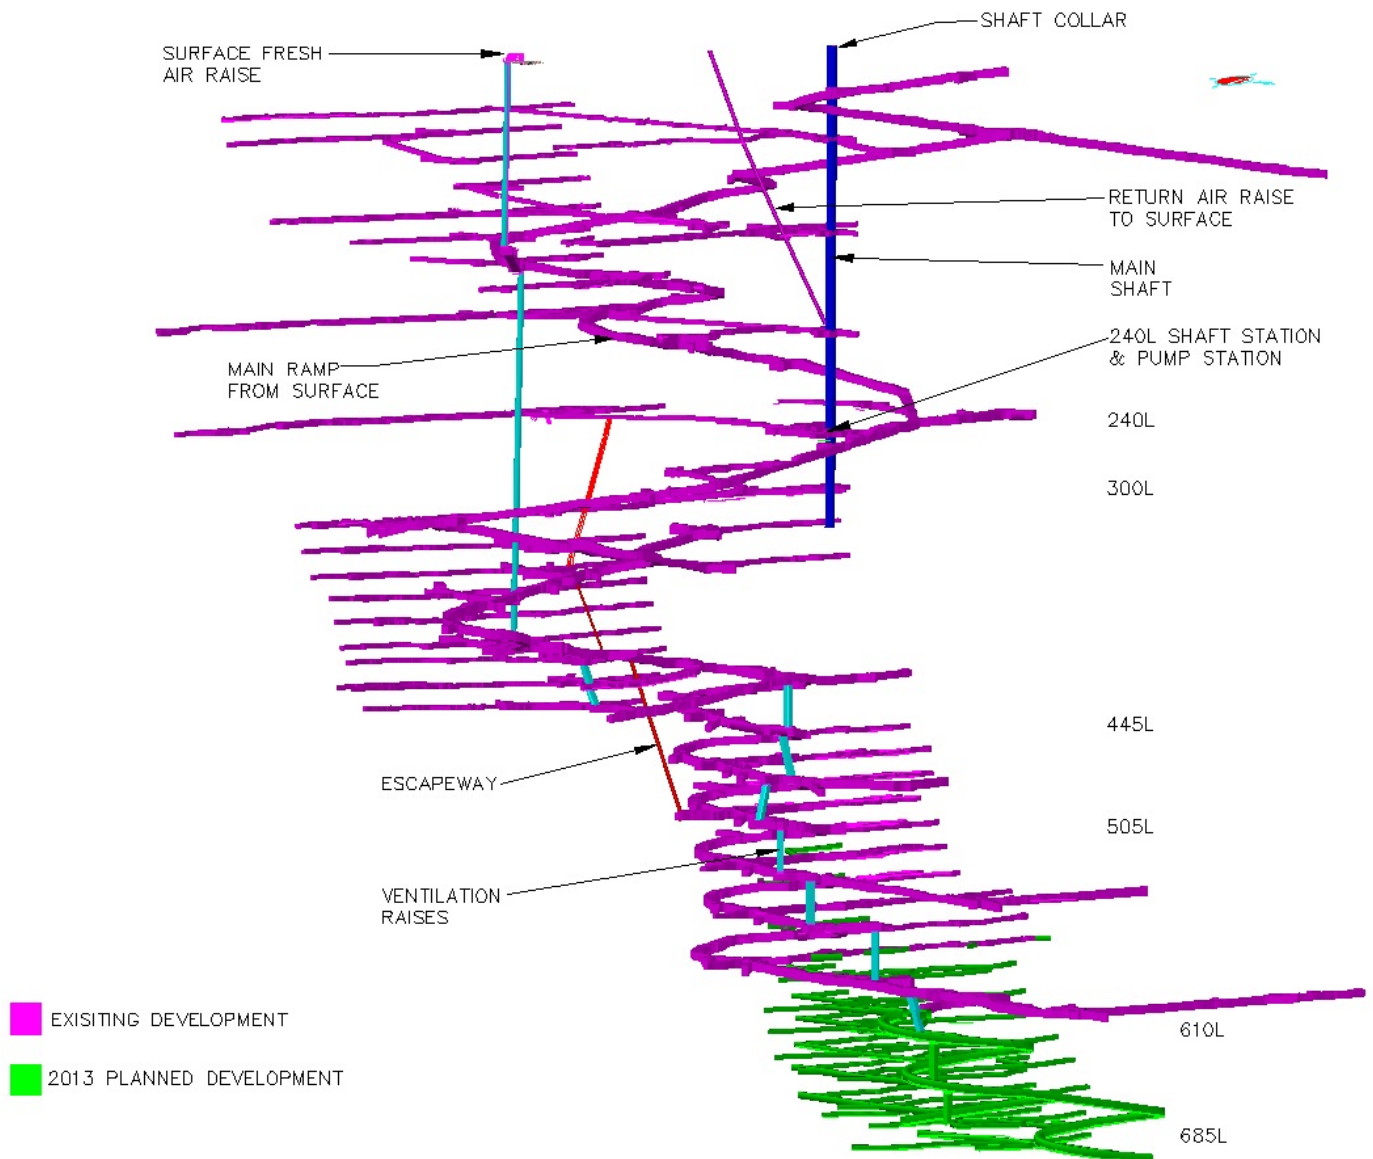 SHAFT COLLAR
SURFACE FRESH
AIR RAISE
RETURN AIR RAISE
TO SURFACE
MAIN
SHAFT
240L SHAFT STATION
& PUMP STATION
MAIN RAMP
FROM SURFACE
240L
300L
445L
ESCAPEWAY
505L
VENTILATION
RAISES
EXISITING DEVELOPMENT
610L
2013 PLANNED DEVELOPMENT
685L